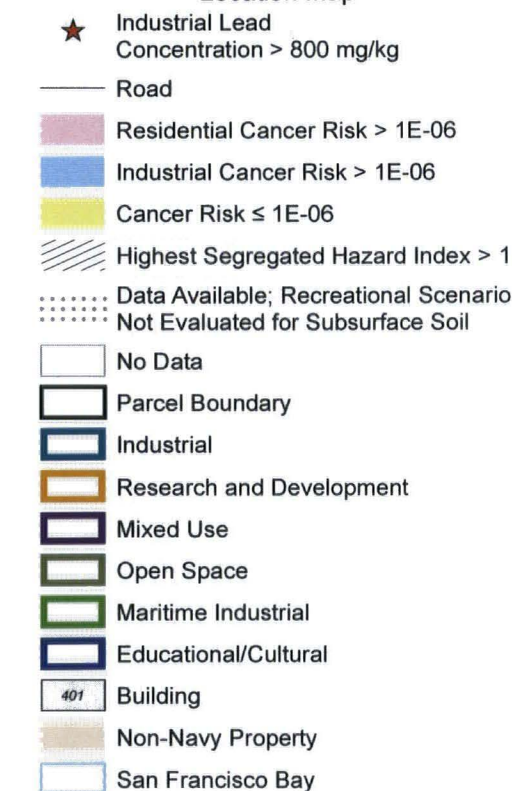 Location Map
Industrial Lead
Concentration > 800 mg/kg
Road
Residential Cancer Risk > 1E-06
Industrial Cancer Risk > 1E-06
Cancer Risk ≤ 1E-06
Highest Segregated Hazard Index > 1
Data Available; Recreational Scenario
Not Evaluated for Subsurface Soil
No Data
Parcel Boundary
Industrial
Research and Development
Mixed Use
Open Space
Maritime Industrial
Educational/Cultural
401 Building
Non-Navy Property
San Francisco Bay